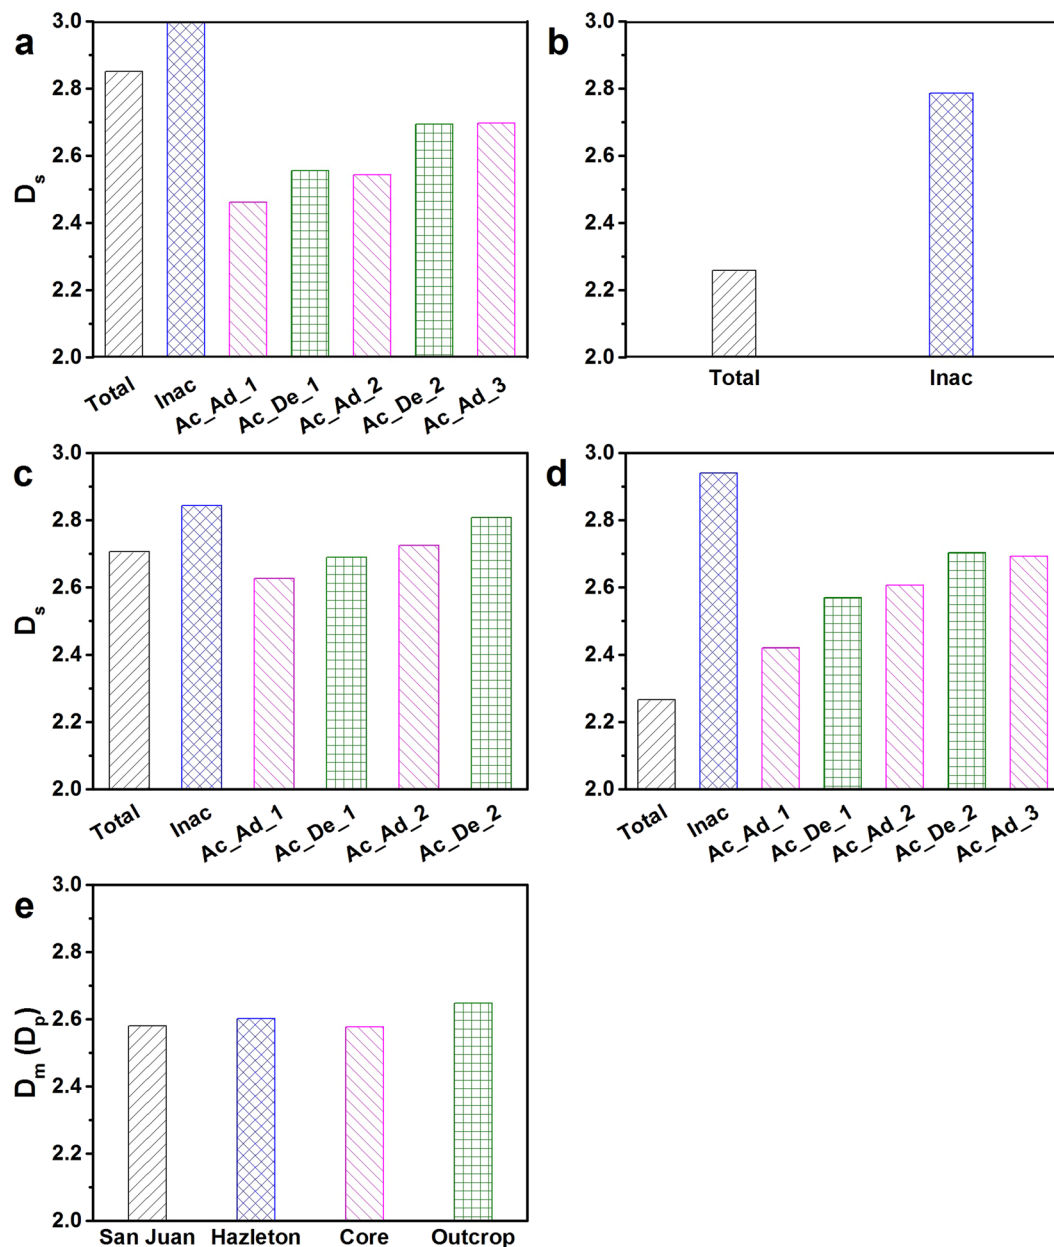 a
3.0
2.8
2.6
2.4
2.2
2.0
Ds
Total Inac Ac_Ad_1 Ac_De_1 Ac_Ad_2 Ac_De_2 Ac_Ad_3
b
3.0
2.8
2.6
2.4
2.2
2.0
Total Inac
c
3.0
2.8
2.6
2.4
2.2
2.0
Ds
Total Inac Ac_Ad_1 Ac_De_1 Ac_Ad_2 Ac_De_2
d
3.0
2.8
2.6
2.4
2.2
2.0
Total Inac Ac_Ad_1 Ac_De_1 Ac_Ad_2 Ac_De_2 Ac_Ad_3
e
3.0
2.8
2.6
2.4
2.2
2.0
Dm (Dp)
San Juan Hazleton Core Outcrop